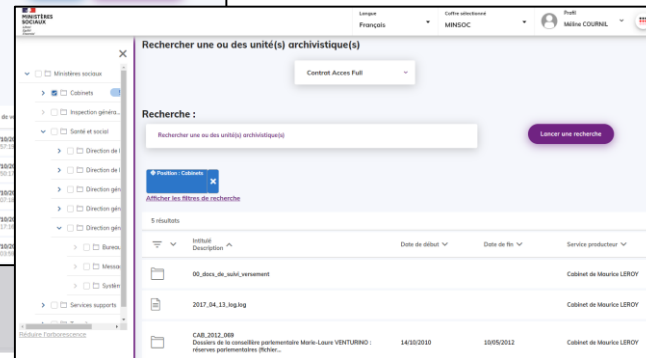 MINISTÈRES
SOCIAUX
Langue
Français
Coffre sélectionné
MINSOC
Profil
Méline COURNIL
Rechercher une ou des unité(s) archivistique(s)
Contrat Acces Full
Ministères sociaux
Cabinets
Inspection généra...
Santé et social
Direction de l
Direction de l
Direction gén
Direction gén
Direction gén
Bureau
Messa
Systèm
Services supports
Réduire l'arborescence
Recherche :
Rechercher une ou des unité(s) archivistique(s)
Lancer une recherche
Position : Cabinets
Afficher les filtres de recherche
5 résultats
Intitulé
Description
Date de début
Date de fin
Service producteur
00_docs_de_suivi_versement
Cabinet de Maurice LEROY
2017_04_13_log.log
Cabinet de Maurice LEROY
CAB_2012_069
Dossiers de la conseillère parlementaire Marie-Laure VENTURINO :
réserves parlementaires (fichier...
14/10/2010
10/05/2012
Cabinet de Maurice LEROY